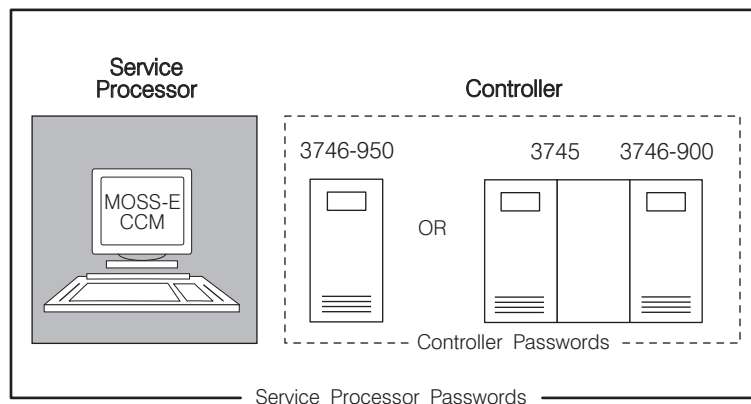 Service
Processor
Controller
3746-950
3745
3746-900
MOSS-E
CCM
OR
Controller Passwords
Service Processor Passwords